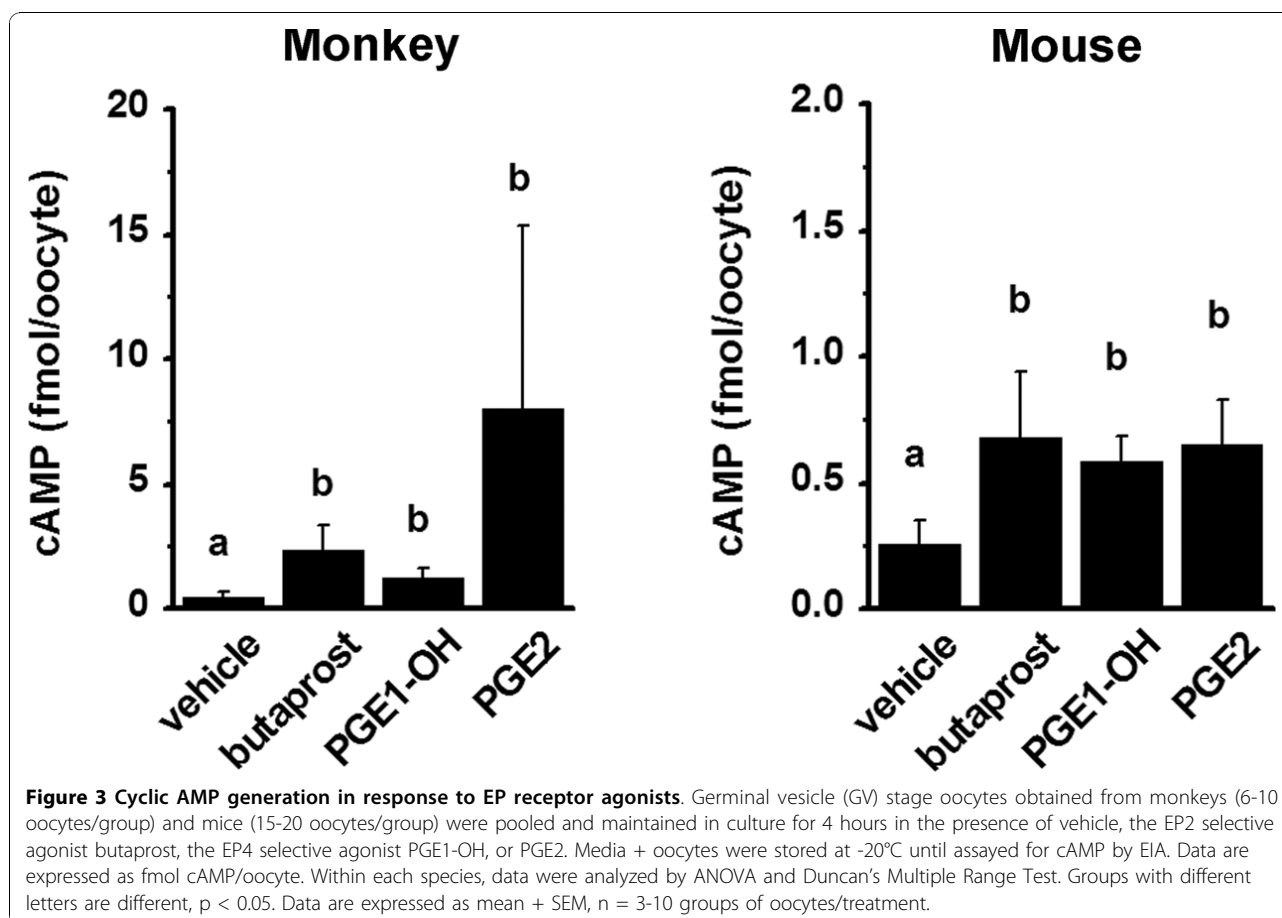 Monkey
cAMP (fmol/oocyte)
20
15
10
5
0
a
b
b
b
vehicle
butaprost
PGE1-OH
PGE2
Mouse
cAMP (fmol/oocyte)
2.0
1.5
1.0
0.5
0.0
a
b
b
b
vehicle
butaprost
PGE1-OH
PGE2
Figure 3 Cyclic AMP generation in response to EP receptor agonists. Germinal vesicle (GV) stage oocytes obtained from monkeys (6-10
oocytes/group) and mice (15-20 oocytes/group) were pooled and maintained in culture for 4 hours in the presence of vehicle, the EP2 selective
agonist butaprost, the EP4 selective agonist PGE1-OH, or PGE2. Media + oocytes were stored at -20°C until assayed for cAMP by EIA. Data are
expressed as fmol cAMP/oocyte. Within each species, data were analyzed by ANOVA and Duncan's Multiple Range Test. Groups with different
letters are different, p < 0.05. Data are expressed as mean + SEM, n = 3-10 groups of oocytes/treatment.